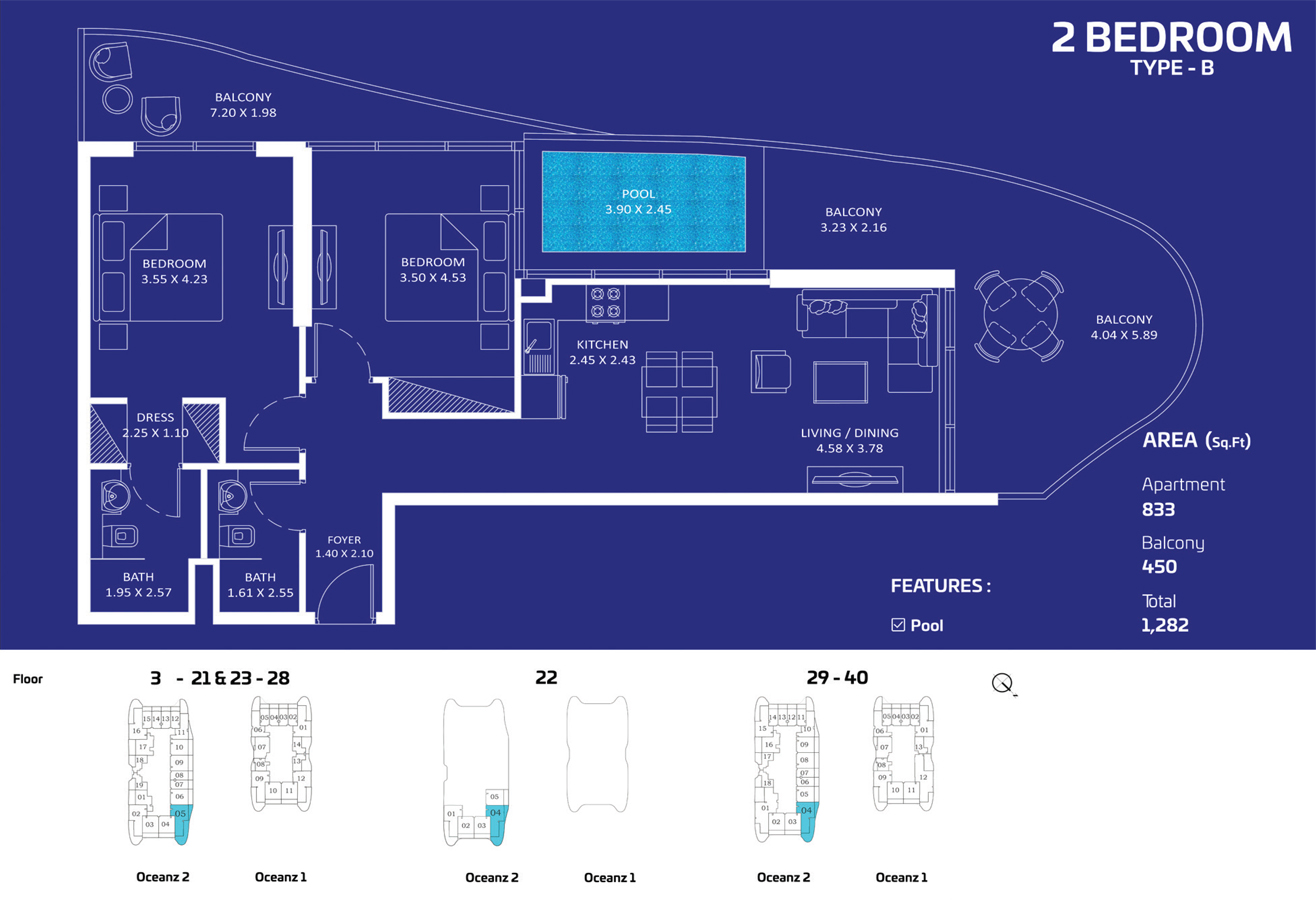 2 BEDROOM
TYPE - B
BALCONY
7.20 X 1.98
POOL
3.90 X 2.45
BALCONY
3.23 X 2.16
BEDROOM
3.55 X 4.23
BEDROOM
3.50 X 4.53
BALCONY
4.04 X 5.89
KITCHEN
2.45 X 2.43
DRESS
2.25 X 1.10
LIVING / DINING
4.58 X 3.78
FOYER
1.40 X 2.10
BATH
1.95 X 2.57
BATH
1.61 X 2.55
AREA (Sq.Ft)
Apartment
833
Balcony
450
Total
1,282
FEATURES :
Pool
Floor
3 - 21 & 23 - 28
22
29 - 40
15 14 13 12
16 11
17 10
18 09
08
19 07
01 06
02 05
03 04
Oceanz 2
05 04 03 02
06 01
07 14
08 13
09 12
10 11
Oceanz 1
05
01 04
02 03
Oceanz 2
Oceanz 1
14 13 12 11
15 10
16 09
17 08
07
18 06
05
01 04
02 03
Oceanz 2
05 04 03 02
06 01
07 13
08
09 12
10 11
Oceanz 1